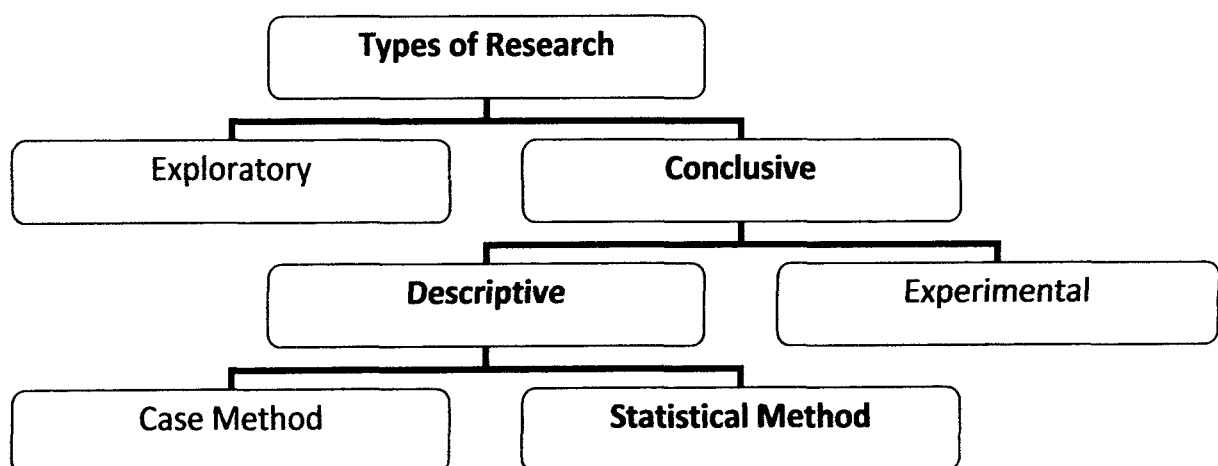 Types of Research
Exploratory
Conclusive
Descriptive
Experimental
Case Method
Statistical Method